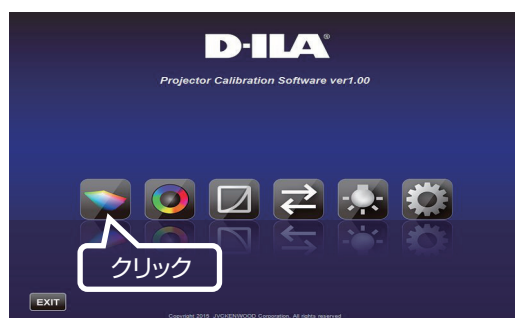 D-ILA®
Projector Calibration Software ver1.00
クリック
EXIT
Copyright 2015 JVCKENWOOD Corporation. All rights reserved